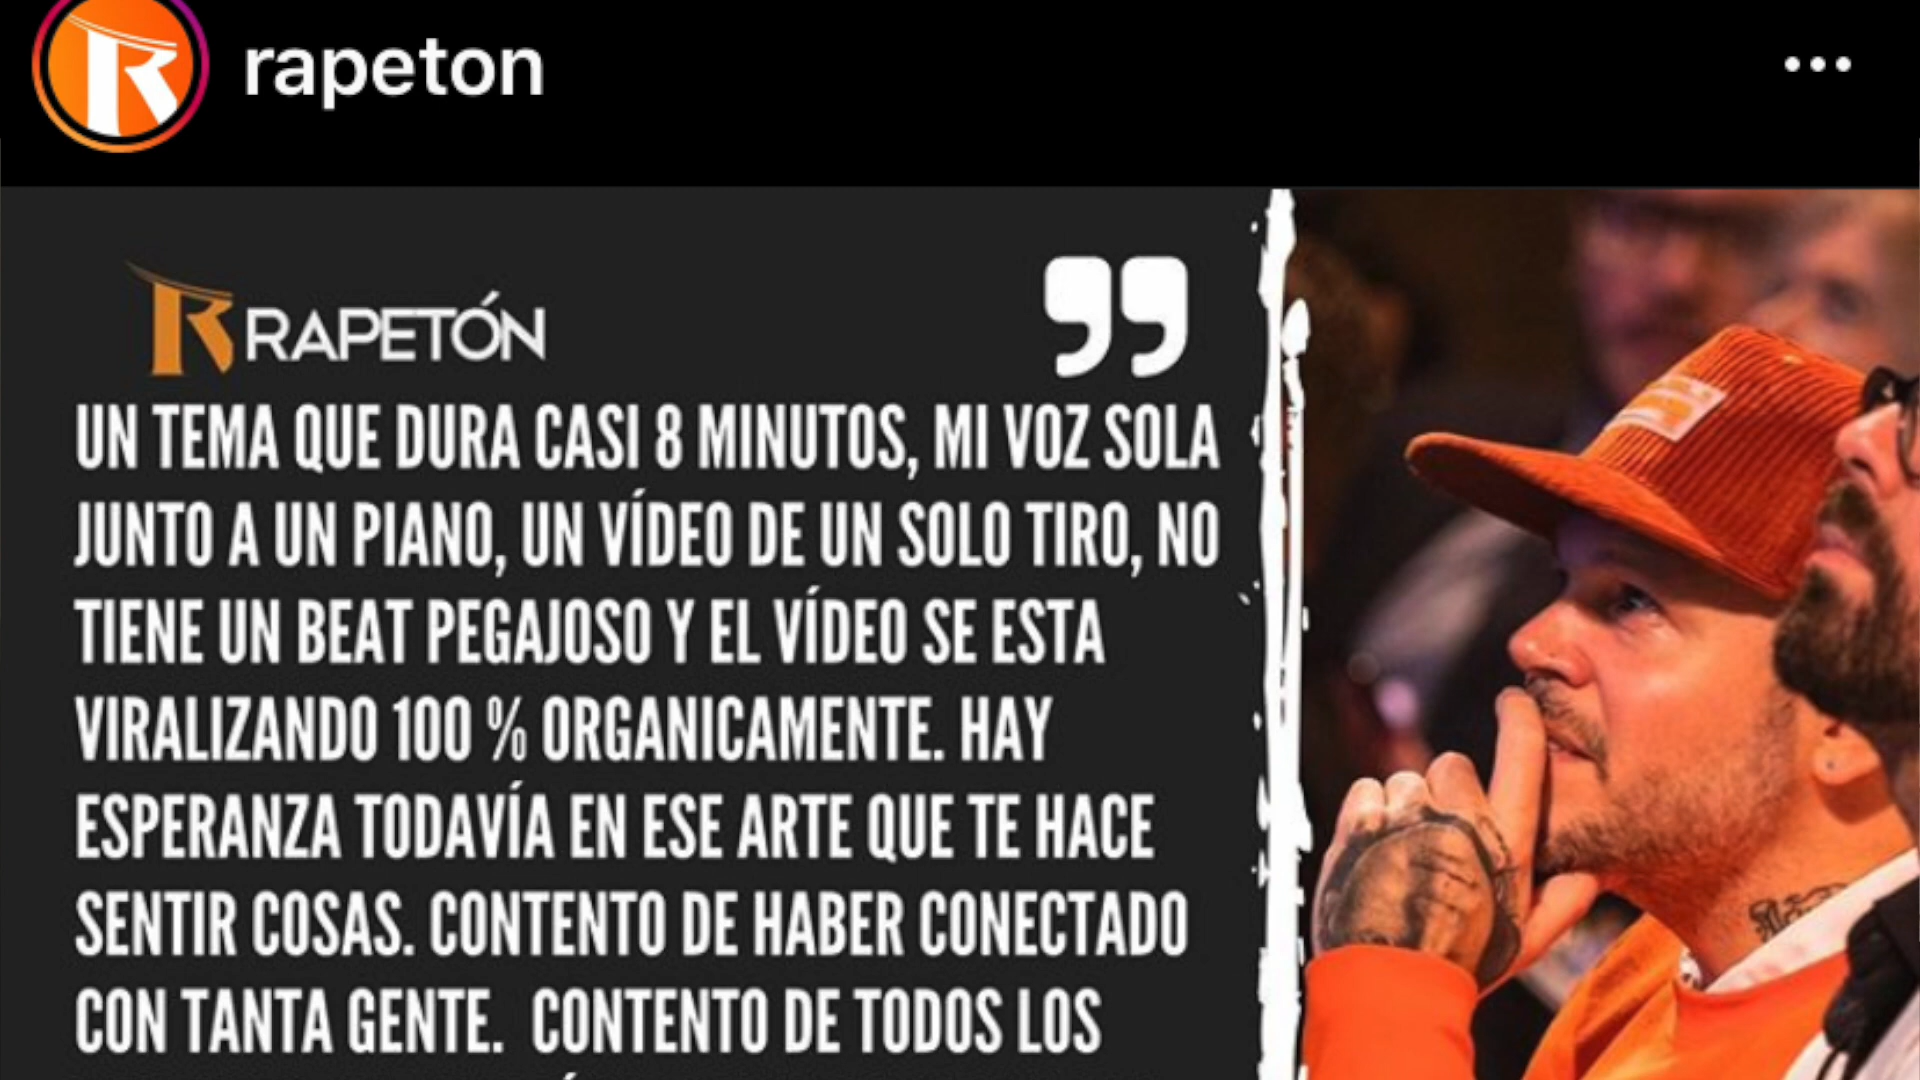 rapeton
RAPETÓN
UN TEMA QUE DURA CASI 8 MINUTOS, MI VOZ SOLA
JUNTO A UN PIANO, UN VÍDEO DE UN SOLO TIRO, NO
TIENE UN BEAT PEGAJOSO Y EL VÍDEO SE ESTA
VIRALIZANDO 100 % ORGANICAMENTE. HAY
ESPERANZA TODAVÍA EN ESE ARTE QUE TE HACE
SENTIR COSAS. CONTENTO DE HABER CONECTADO
CON TANTA GENTE. CONTENTO DE TODOS LOS